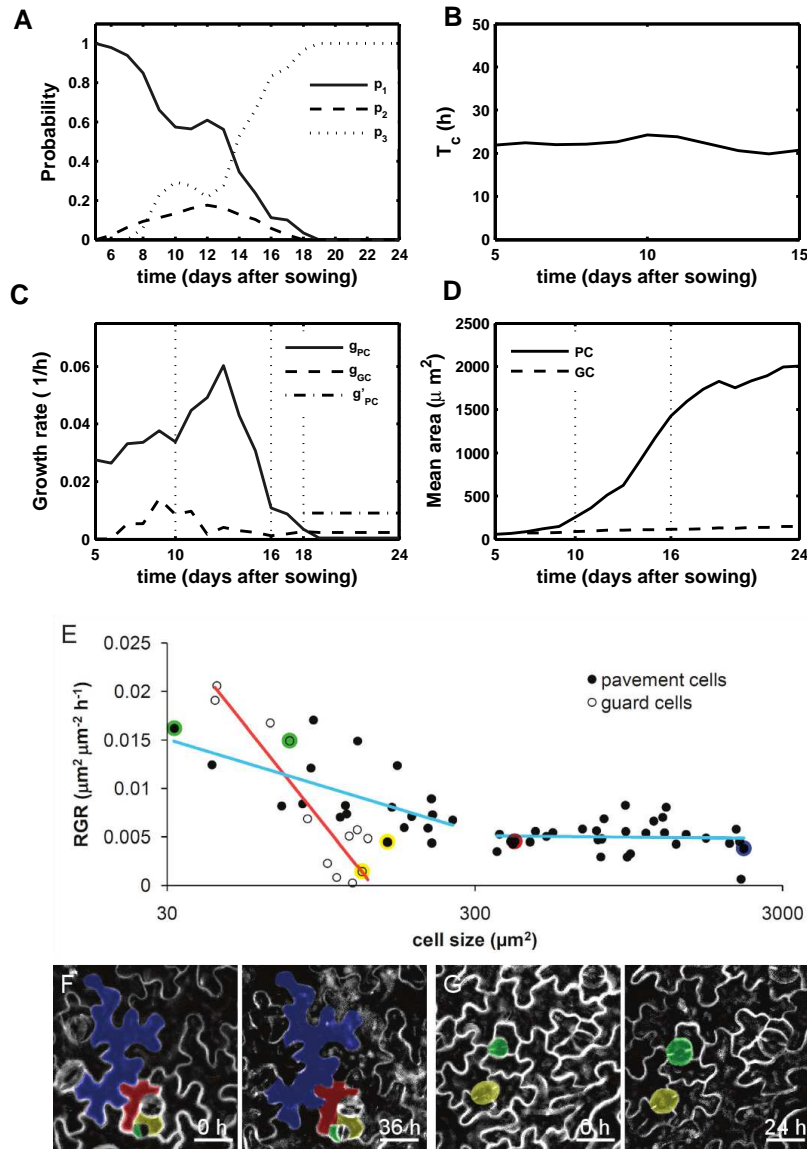 A
Probability
1
0.8
0.6
0.4
0.2
0
p1
p2
p3
6 8 10 12 14 16 18 20 22 24
time (days after sowing)
B
Tc (h)
50
40
30
20
10
0
5 10 15
time (days after sowing)
C
Growth rate ( 1/h)
0.06
0.04
0.02
0
gPC
gGC
g'PC
5 10 16 18 24
time (days after sowing)
D
Mean area (μ m2)
2500
2000
1500
1000
500
0
PC
GC
5 10 16 24
time (days after sowing)
E
RGR (µm² µm⁻² h⁻¹)
0.025
0.02
0.015
0.01
0.005
0
pavement cells
guard cells
30 300 3000
cell size (µm²)
F
0 h
36 h
G
0 h
24 h